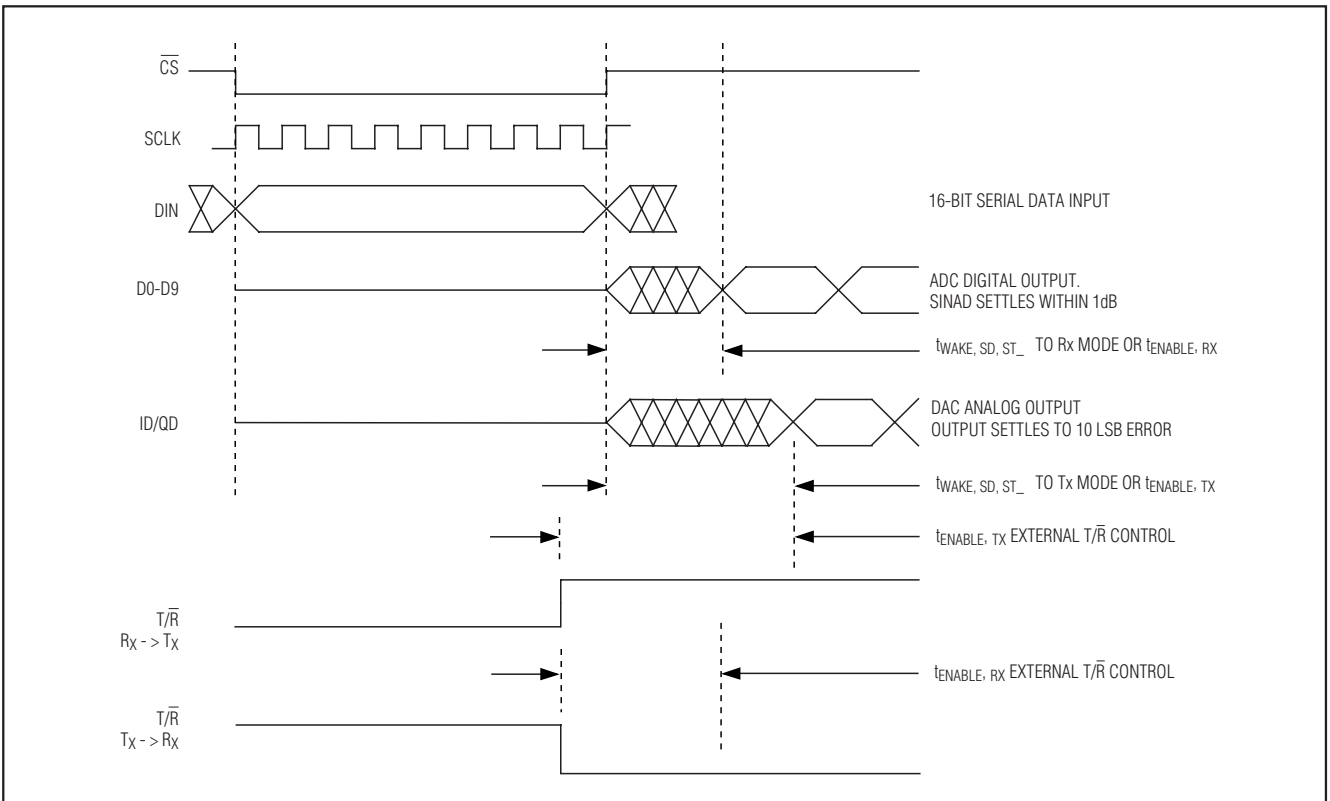 C̅S̅
SCLK
DIN
16-BIT SERIAL DATA INPUT
D0-D9
ADC DIGITAL OUTPUT.
SINAD SETTLES WITHIN 1dB
tWAKE, SD, ST_ TO Rx MODE OR tENABLE, RX
ID/QD
DAC ANALOG OUTPUT
OUTPUT SETTLES TO 10 LSB ERROR
tWAKE, SD, ST_ TO Tx MODE OR tENABLE, TX
tENABLE, TX EXTERNAL T/R̅ CONTROL
T/R̅
RX - > TX
tENABLE, RX EXTERNAL T/R̅ CONTROL
T/R̅
TX - > RX